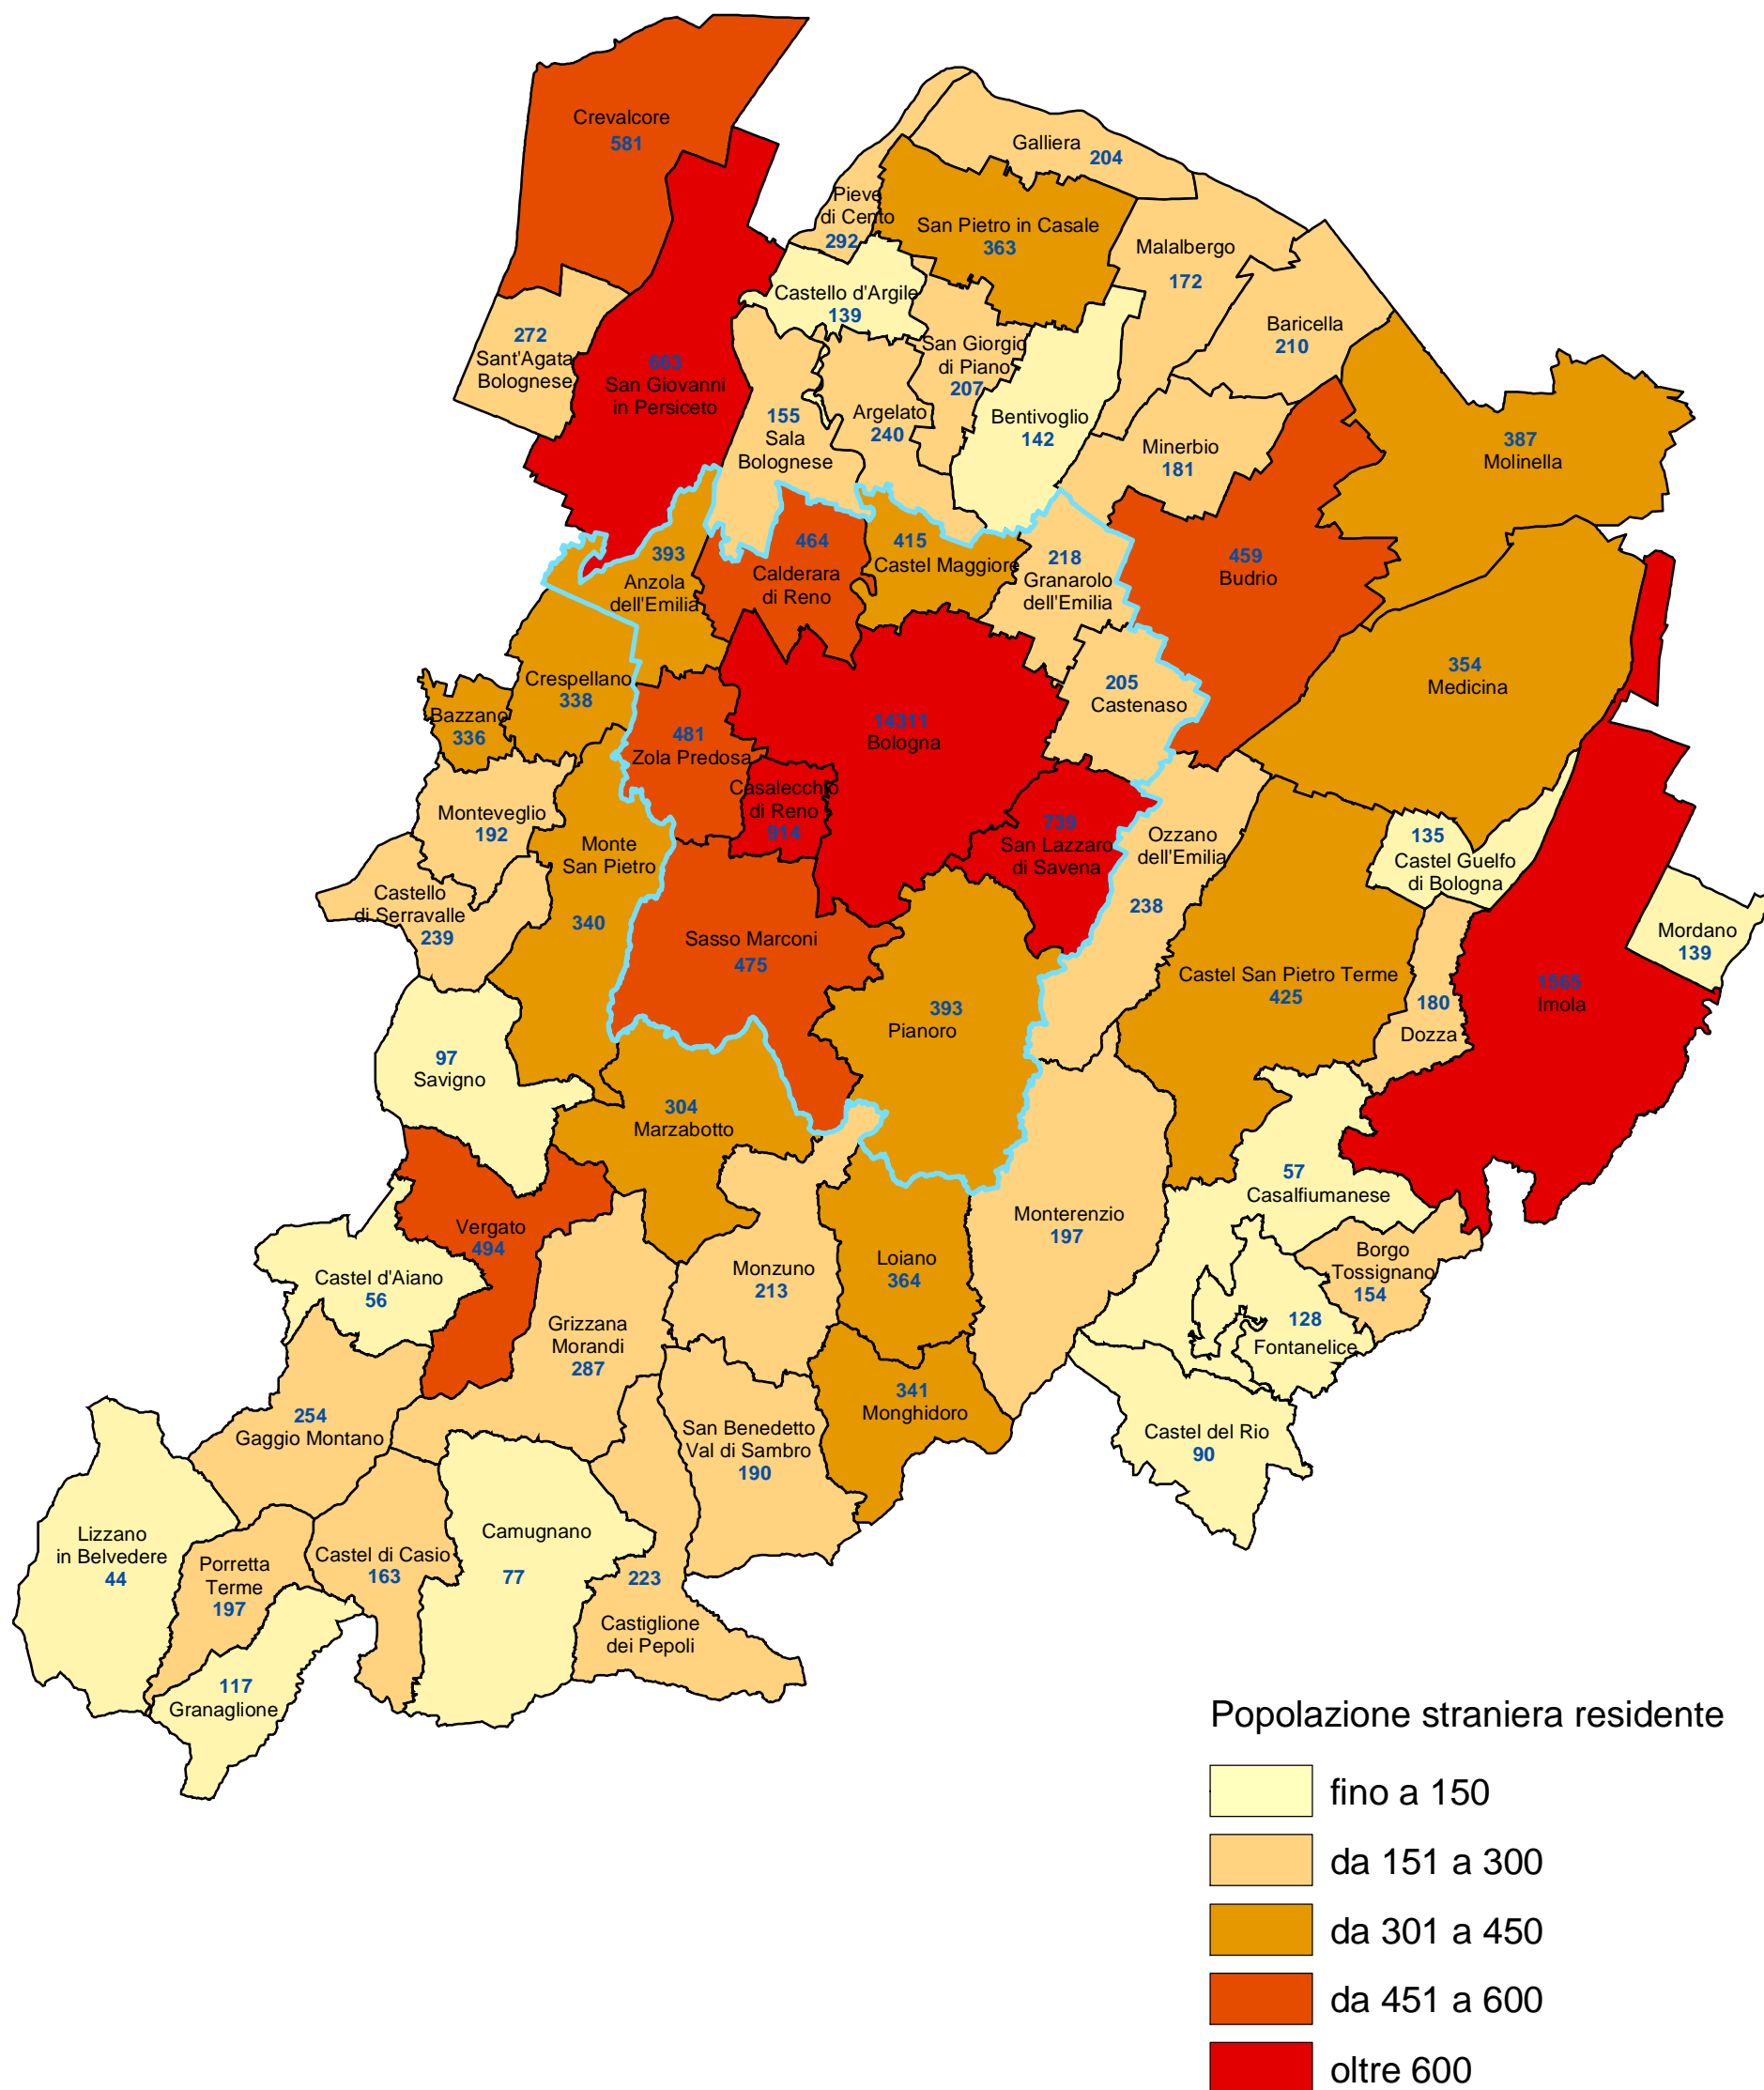 Crevalcore
581
Galliera
204
Pieve
di Cento
292
San Pietro in Casale
363
Malalbergo
172
Castello d'Argile
139
Baricella
210
272
Sant'Agata
Bolognese
663
San Giovanni
in Persiceto
San Giorgio
di Piano
207
155
Sala
Bolognese
Argelato
240
Bentivoglio
142
Minerbio
181
387
Molinella
393
Anzola
dell'Emilia
464
Calderara
di Reno
415
Castel Maggiore
218
Granarolo
dell'Emilia
459
Budrio
354
Medicina
Crespellano
338
205
Castenaso
Bazzano
336
481
Zola Predosa
14311
Bologna
Casalecchio
di Reno
914
Monteveglio
192
Monte
San Pietro
340
739
San Lazzaro
di Savena
Ozzano
dell'Emilia
238
135
Castel Guelfo
di Bologna
Castello
di Serravalle
239
Sasso Marconi
475
Mordano
139
Castel San Pietro Terme
425
180
Dozza
1565
Imola
393
Pianoro
97
Savigno
304
Marzabotto
57
Casalfiumanese
Vergato
494
Monterenzio
197
Castel d'Aiano
56
Monzuno
213
Loiano
364
Borgo
Tossignano
154
Grizzana
Morandi
287
128
Fontanelice
341
Monghidoro
254
Gaggio Montano
San Benedetto
Val di Sambro
190
Castel del Rio
90
Lizzano
in Belvedere
44
Porretta
Terme
197
Castel di Casio
163
Camugnano
77
223
Castiglione
dei Pepoli
117
Granaglione
Popolazione straniera residente
fino a 150
da 151 a 300
da 301 a 450
da 451 a 600
oltre 600